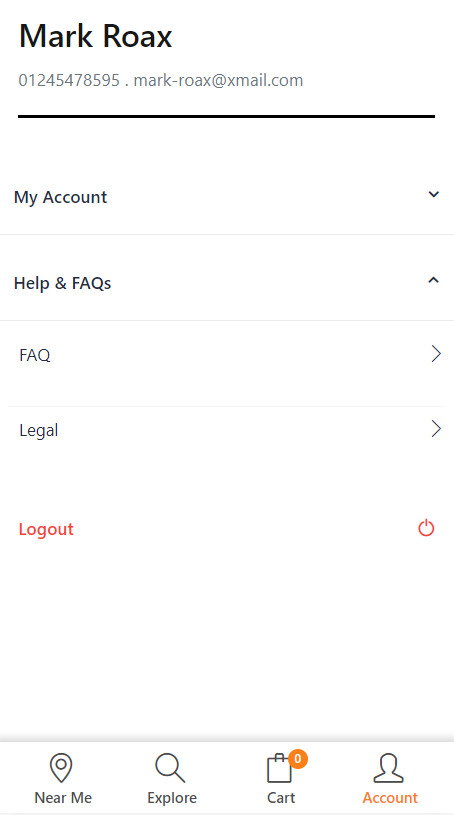 Mark Roax
01245478595 . mark-roax@xmail.com
My Account
Help & FAQs
FAQ
Legal
Logout
0
Near Me Explore Cart Account